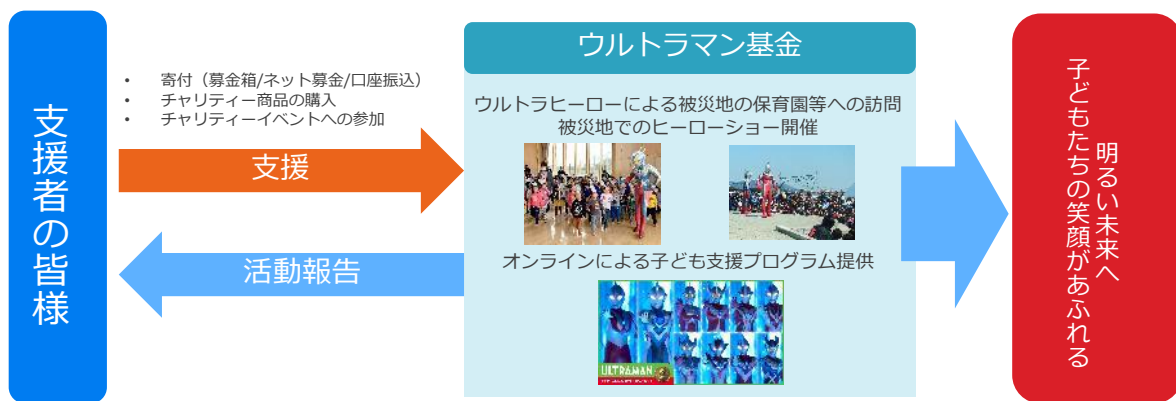 支援者の皆様
• 寄付（募金箱/ネット募金/口座振込）
• チャリティー商品の購入
• チャリティーイベントへの参加
支援
活動報告
ウルトラマン基金
ウルトラヒーローによる被災地の保育園等への訪問
被災地でのヒーローショー開催
オンラインによる子ども支援プログラム提供
ULTRAMAN
明るい未来へ
子どもたちの笑顔があふれる